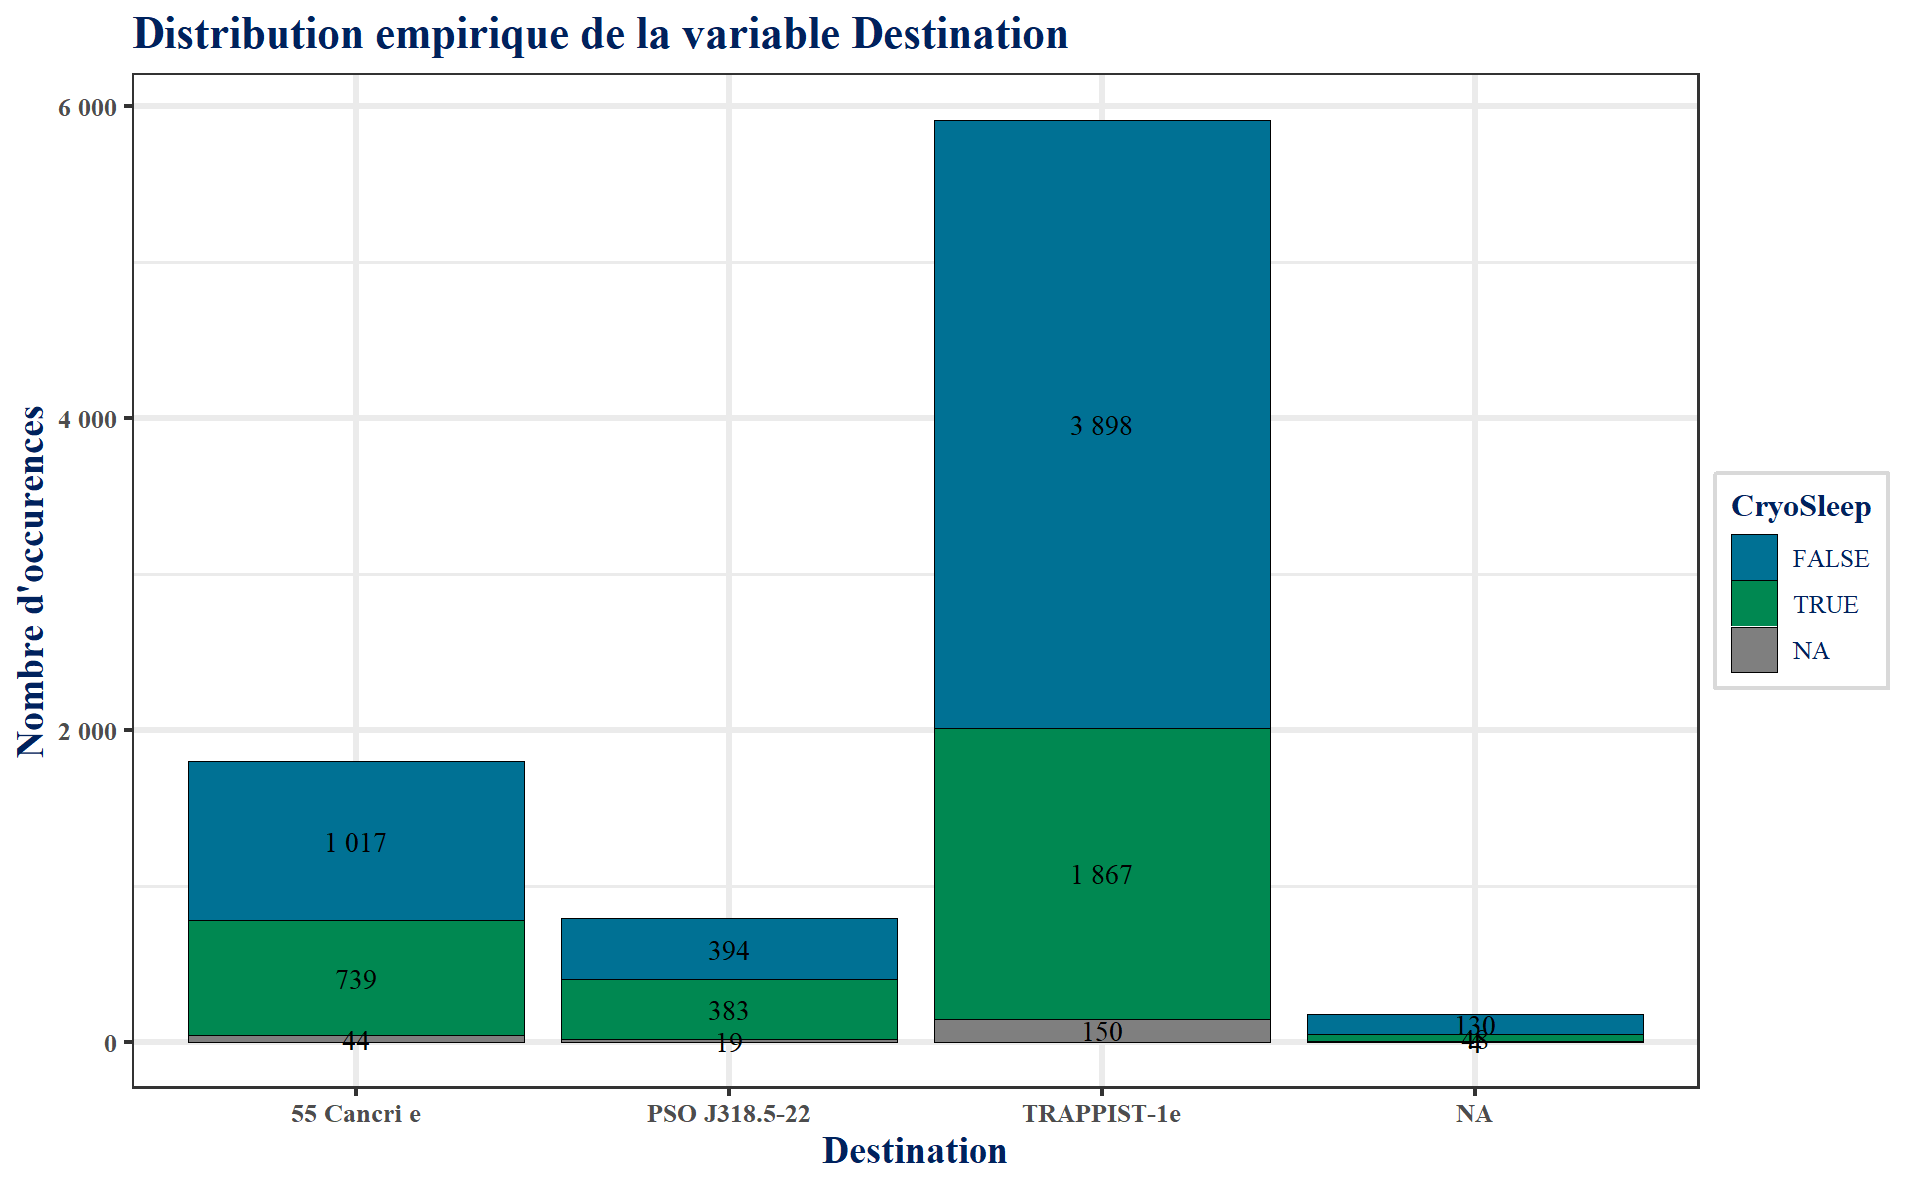 Distribution empirique de la variable Destination
Nombre d'occurences
6 000
4 000
2 000
0
3 898
1 867
150
1 017
739
44
394
383
19
130
48
4
55 Cancri e
PSO J318.5-22
TRAPPIST-1e
NA
Destination
CryoSleep
FALSE
TRUE
NA